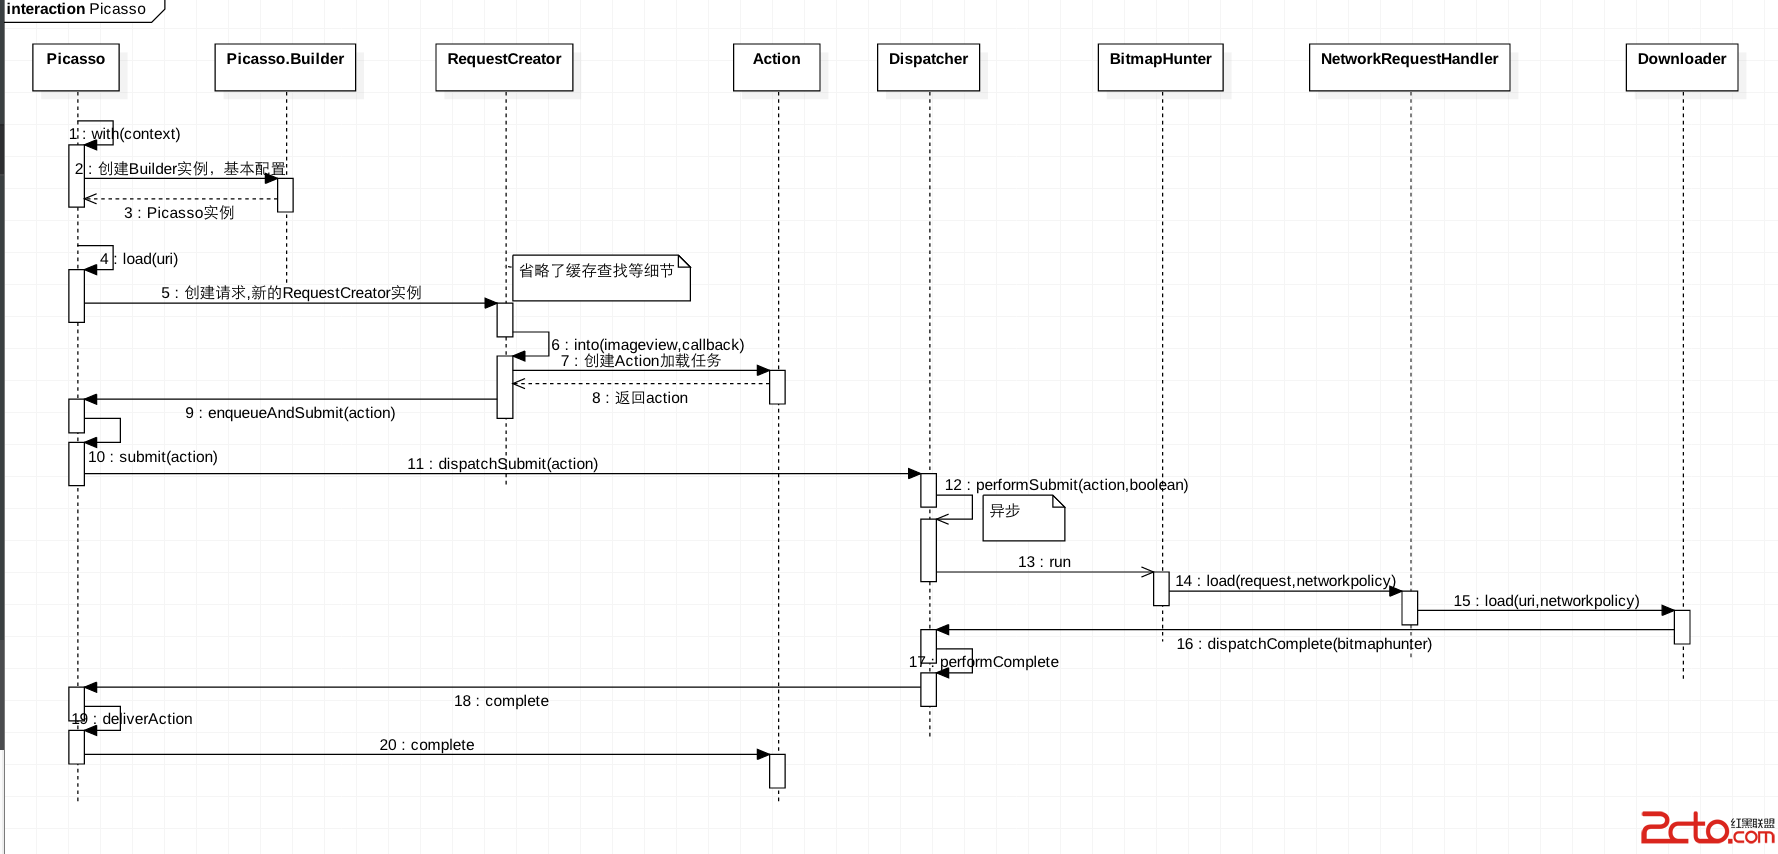 interaction Picasso
Picasso
Picasso.Builder
RequestCreator
Action
Dispatcher
BitmapHunter
NetworkRequestHandler
Downloader
1 : with(context)
2 : 创建Builder实例，基本配置
3 : Picasso实例
4 : load(uri)
省略了缓存查找等细节
5 : 创建请求,新的RequestCreator实例
6 : into(imageview,callback)
7 : 创建Action加载任务
8 : 返回action
9 : enqueueAndSubmit(action)
10 : submit(action)
11 : dispatchSubmit(action)
12 : performSubmit(action,boolean)
异步
13 : run
14 : load(request,networkpolicy)
15 : load(uri,networkpolicy)
16 : dispatchComplete(bitmaphunter)
17 : performComplete
18 : complete
19 : deliverAction
20 : complete
2cto.com
红黑联盟